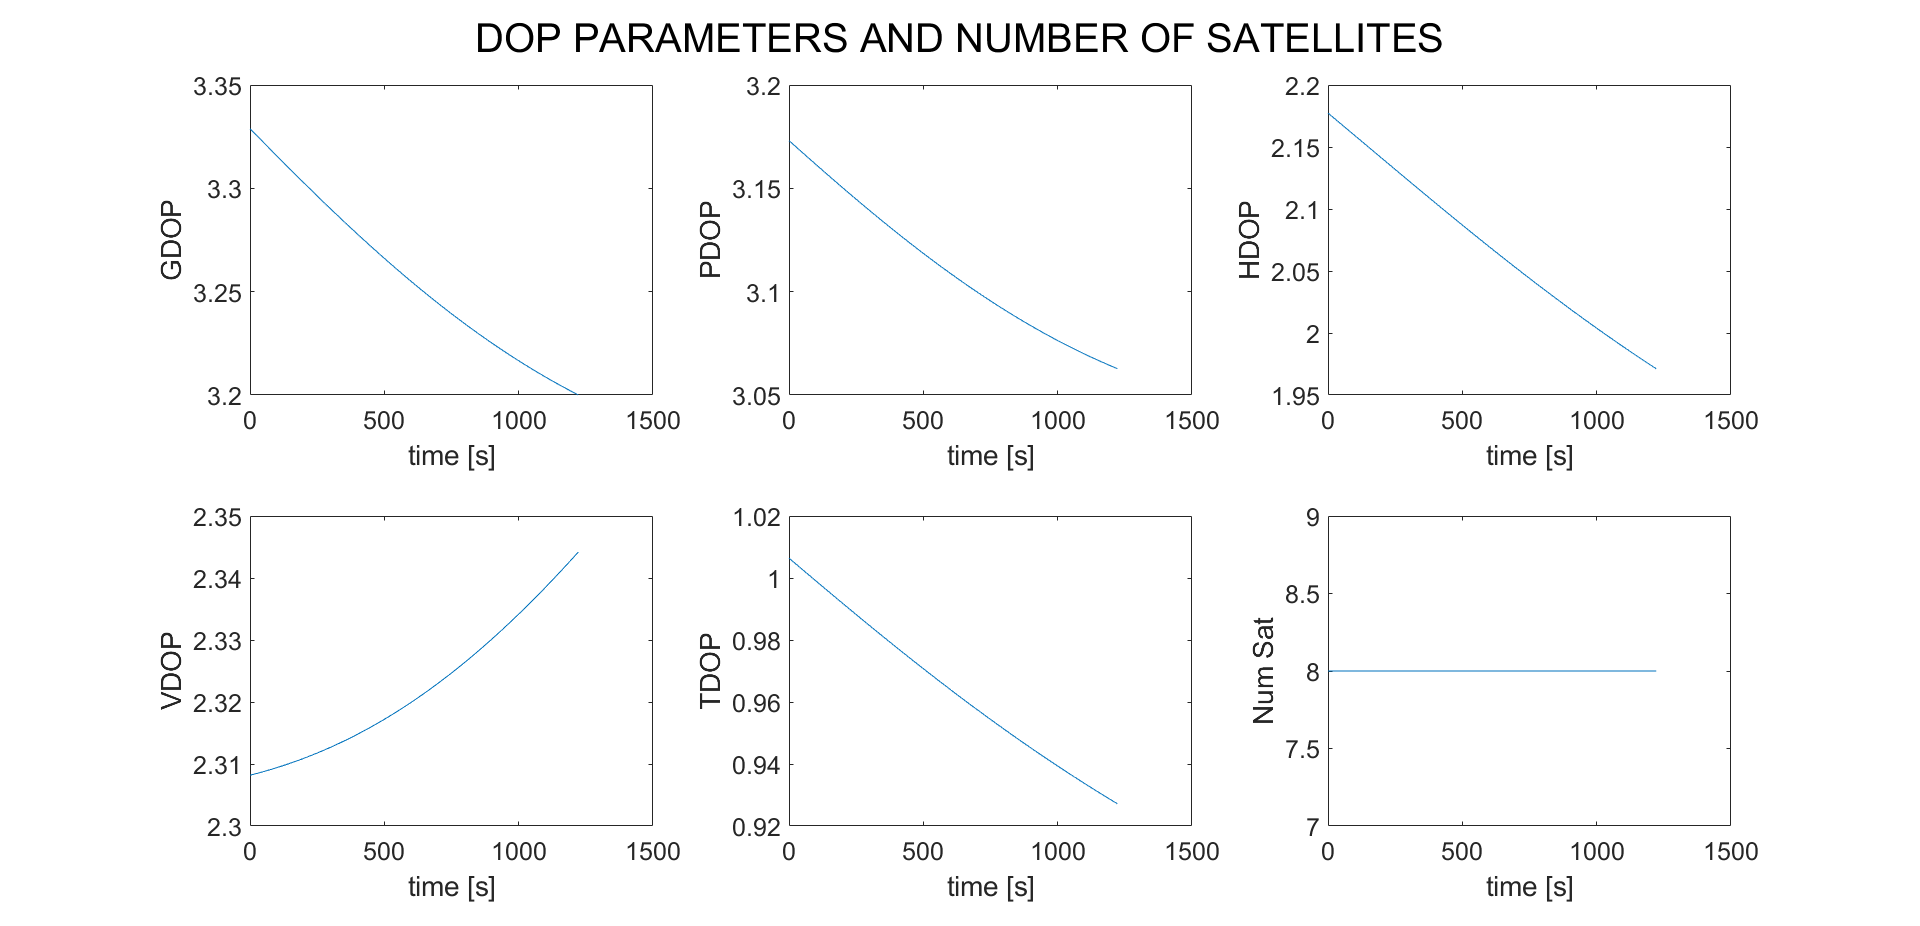 DOP PARAMETERS AND NUMBER OF SATELLITES
3.35
3.3
3.25
3.2
GDOP
0 500 1000 1500
time [s]
3.2
3.15
3.1
3.05
PDOP
0 500 1000 1500
time [s]
2.2
2.15
2.1
2.05
2
1.95
HDOP
0 500 1000 1500
time [s]
2.35
2.34
2.33
2.32
2.31
2.3
VDOP
0 500 1000 1500
time [s]
1.02
1
0.98
0.96
0.94
0.92
TDOP
0 500 1000 1500
time [s]
9
8.5
8
7.5
7
Num Sat
0 500 1000 1500
time [s]